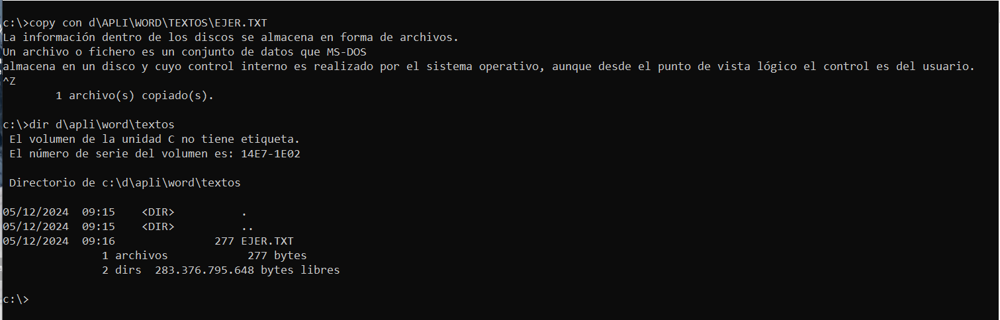 c:\>copy con d\APLI\WORD\TEXTOS\EJER.TXT
La información dentro de los discos se almacena en forma de archivos.
Un archivo o fichero es un conjunto de datos que MS-DOS
almacena en un disco y cuyo control interno es realizado por el sistema operativo, aunque desde el punto de vista lógico el control es del usuario.
^Z
        1 archivo(s) copiado(s).
c:\>dir d\apli\word\textos
 El volumen de la unidad C no tiene etiqueta.
 El número de serie del volumen es: 14E7-1E02
 Directorio de c:\d\apli\word\textos
05/12/2024  09:15    <DIR>          .
05/12/2024  09:15    <DIR>          ..
05/12/2024  09:16               277 EJER.TXT
               1 archivos            277 bytes
               2 dirs  283.376.795.648 bytes libres
c:\>